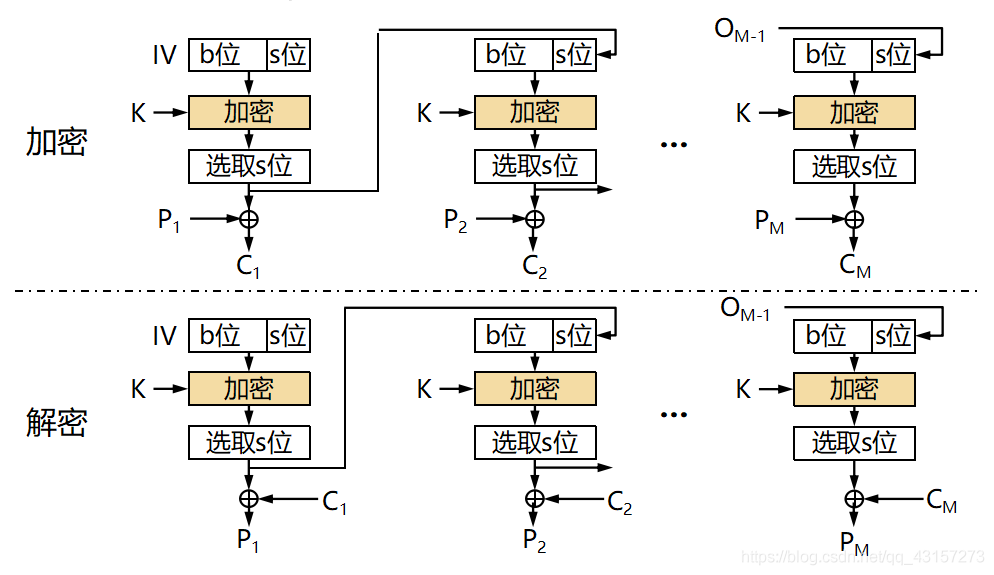 IV b位 s位 b位 s位 O_{M-1} b位 s位
K 加密 K 加密 K 加密
加密
选取s位 选取s位 ... 选取s位
P_1 P_2 P_M
C_1 C_2 C_M
IV b位 s位 b位 s位 O_{M-1} b位 s位
K 加密 K 加密 K 加密
解密
选取s位 选取s位 ... 选取s位
C_1 C_2 C_M
P_1 P_2 P_M
https://blog.csdn.net/qq_43157273